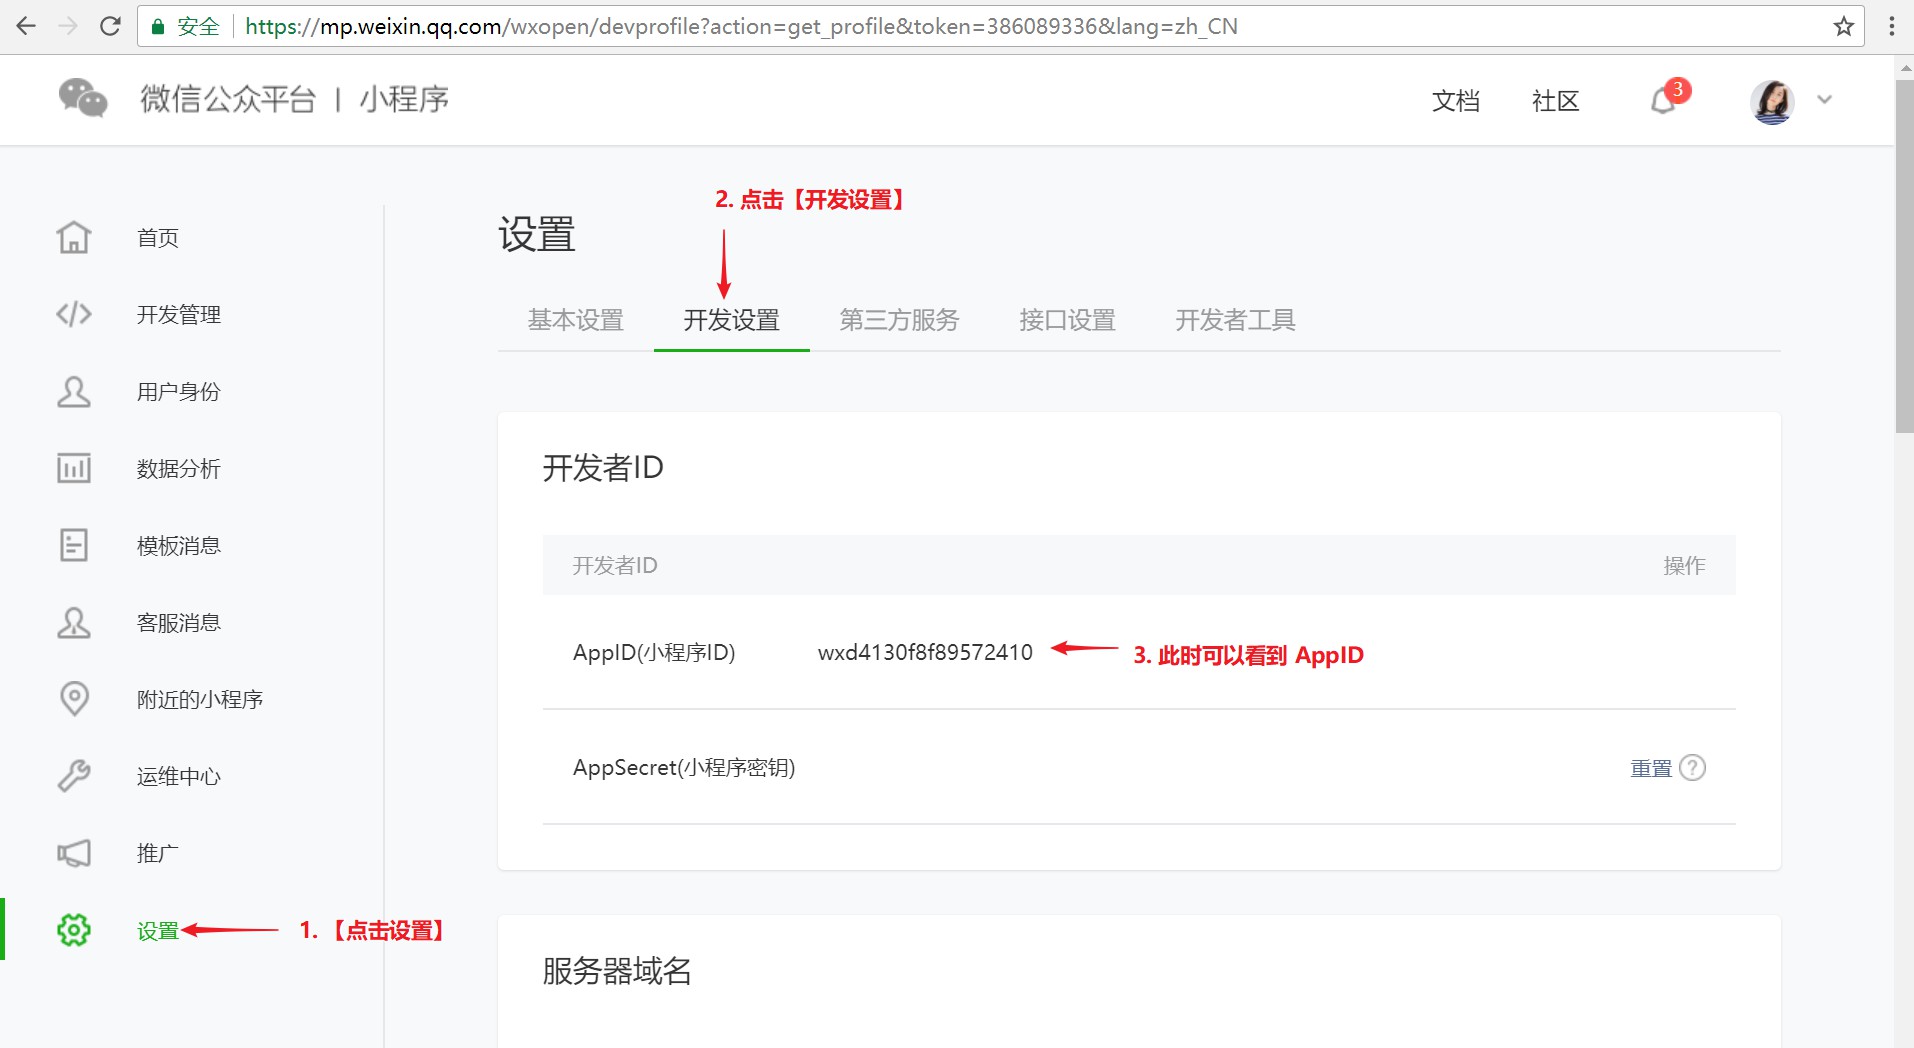 安全 https://mp.weixin.qq.com/wxopen/devprofile?action=get_profile&token=386089336&lang=zh_CN
微信公众平台 | 小程序
文档 社区 3
2. 点击【开发设置】
设置
基本设置 开发设置 第三方服务 接口设置 开发者工具
首页
开发管理
用户身份
数据分析
模板消息
客服消息
附近的小程序
运维中心
推广
设置
1. 【点击设置】
开发者ID
开发者ID 操作
AppID(小程序ID) wxd4130f8f89572410
3. 此时可以看到 AppID
AppSecret(小程序密钥) 重置 ?
服务器域名